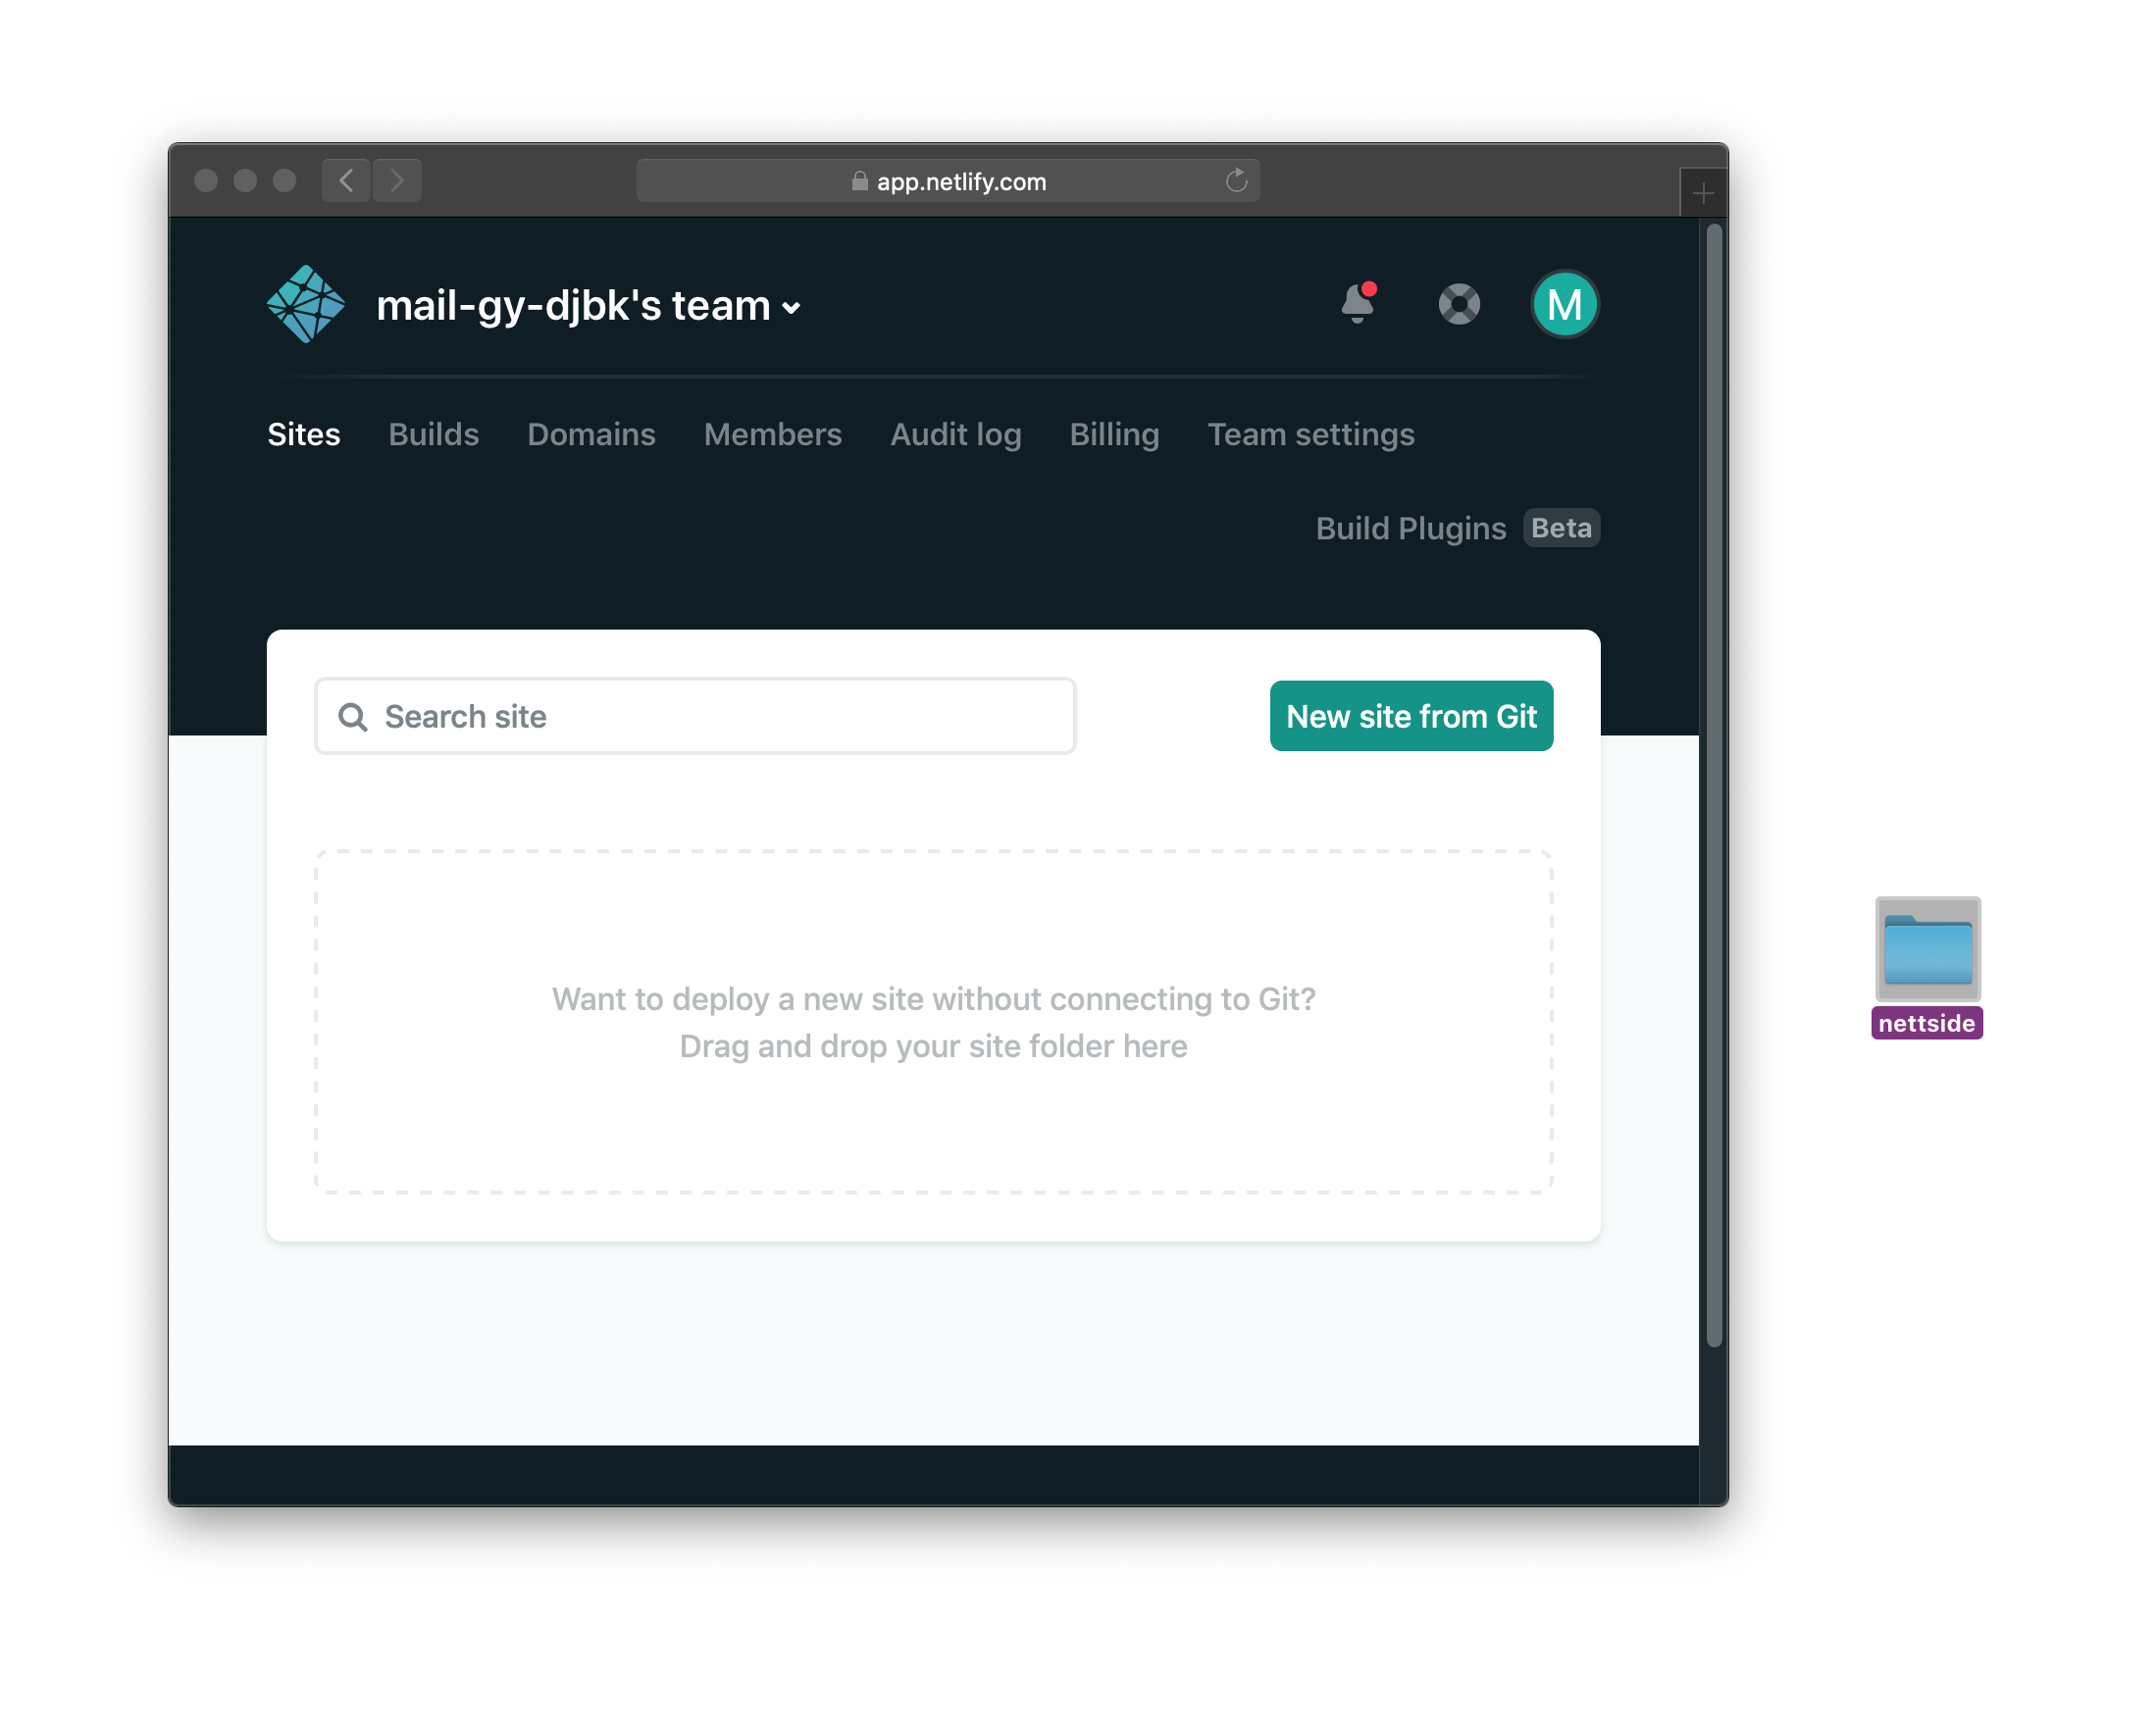 app.netlify.com
mail-gy-djbk's team
M
Sites Builds Domains Members Audit log Billing Team settings
Build Plugins Beta
Search site
New site from Git
Want to deploy a new site without connecting to Git?
Drag and drop your site folder here
nettside